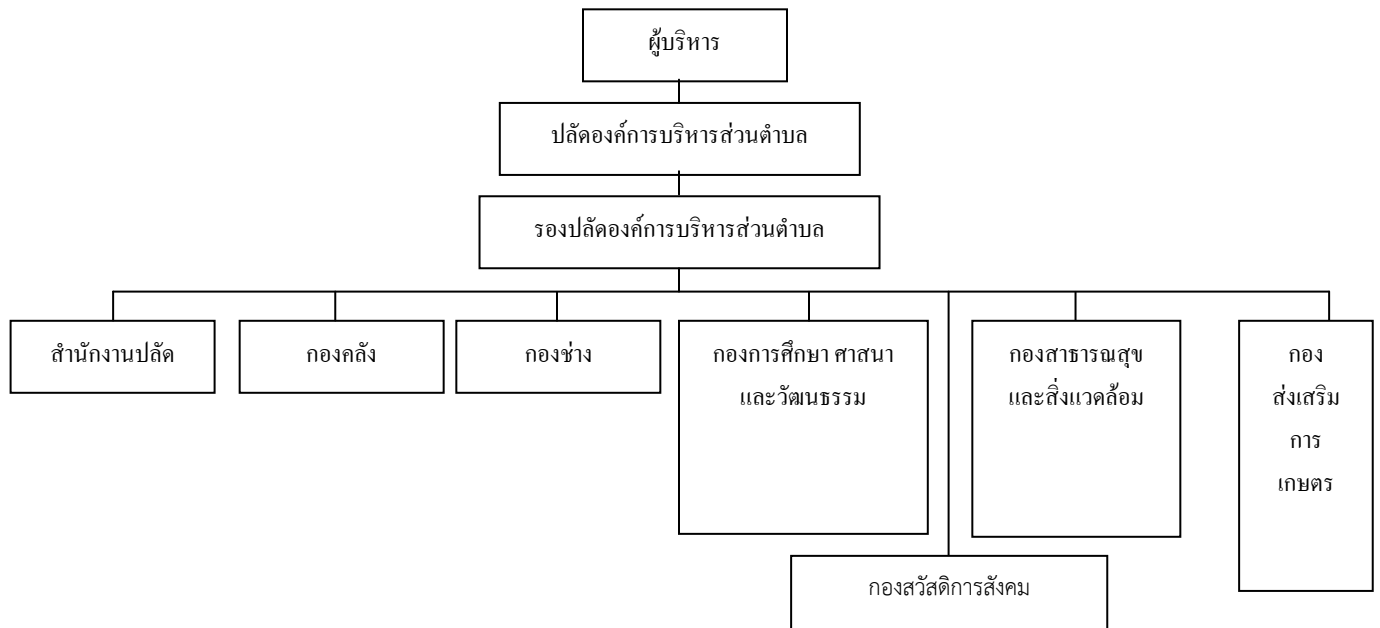 ผู้บริหาร
ปลัดองค์การบริหารส่วนตำบล
รองปลัดองค์การบริหารส่วนตำบล
สำนักงานปลัด
กองคลัง
กองช่าง
กองการศึกษา ศาสนา
และวัฒนธรรม
กองสาธารณสุข
และสิ่งแวดล้อม
กอง
ส่งเสริม
การ
เกษตร
กองสวัสดิการสังคม